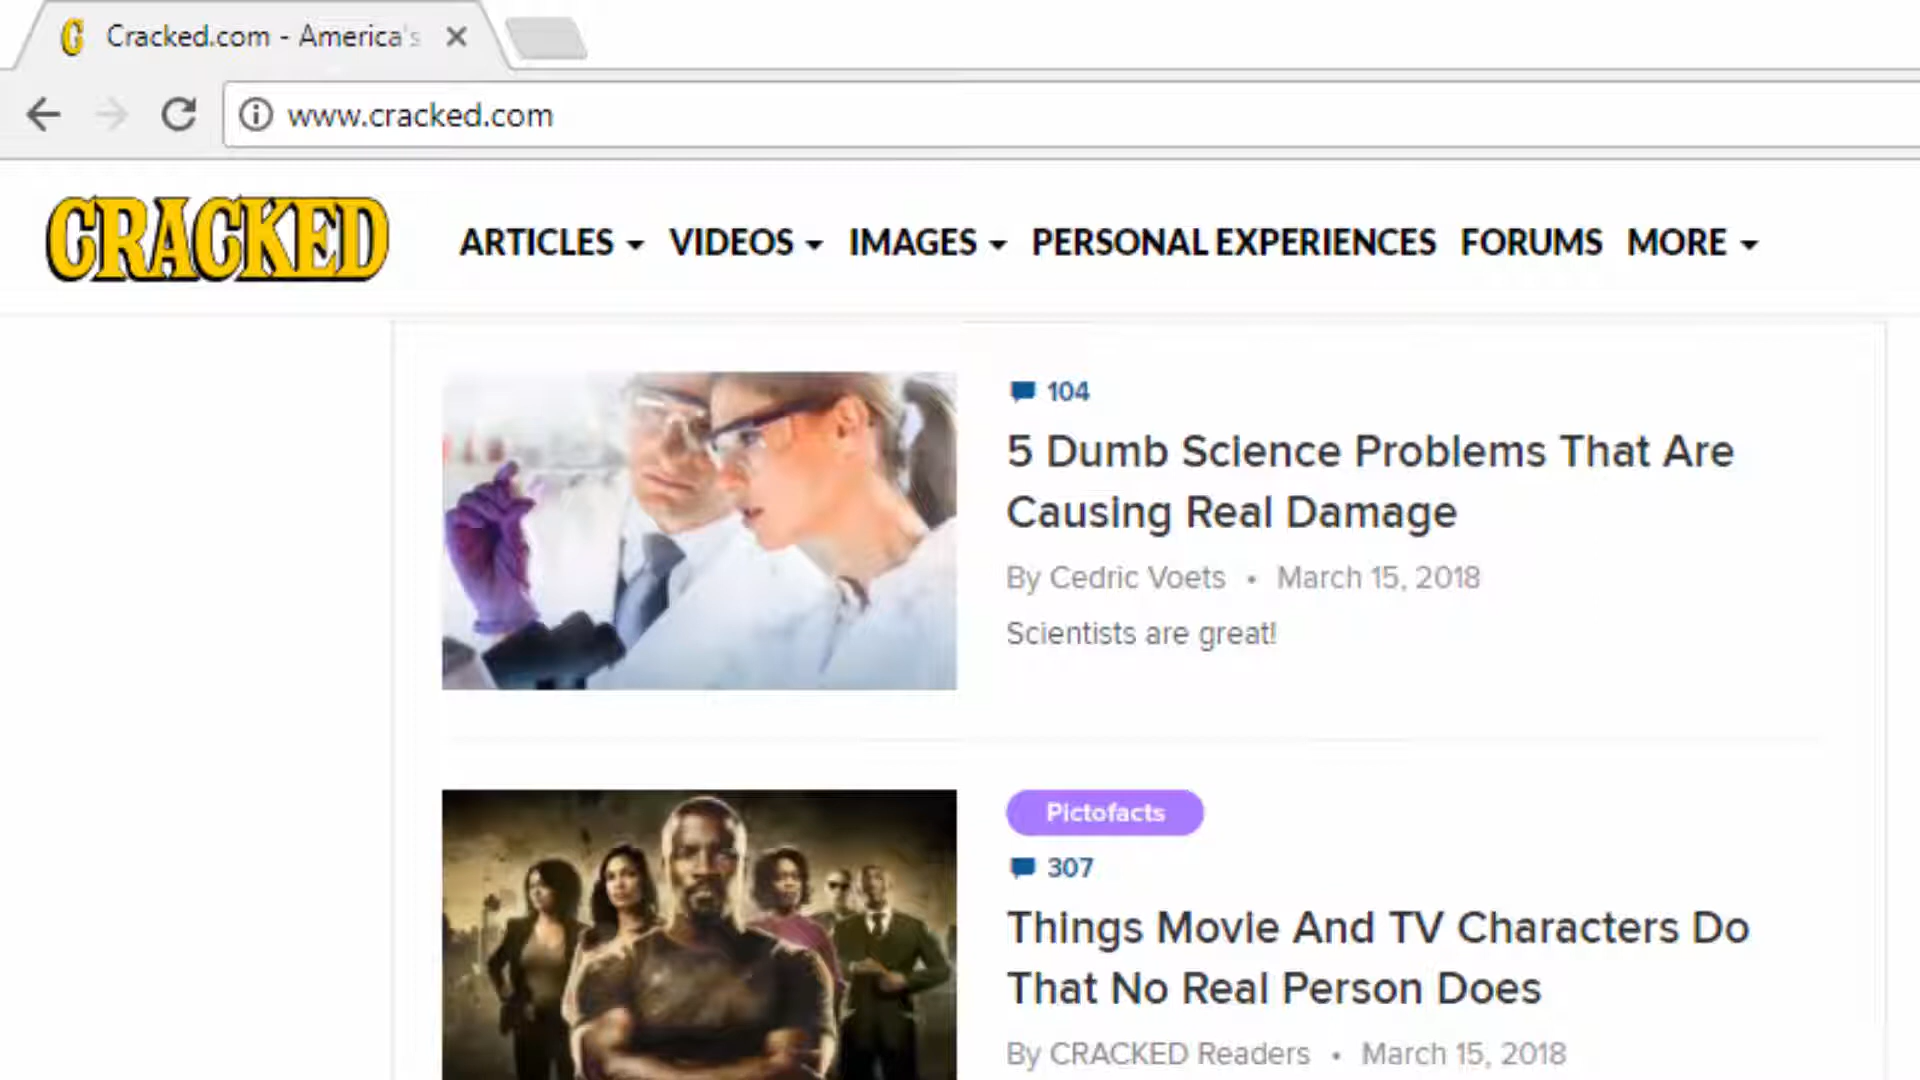 Cracked.com - America's
www.cracked.com
CRACKED
ARTICLES VIDEOS IMAGES PERSONAL EXPERIENCES FORUMS MORE
104
5 Dumb Science Problems That Are
Causing Real Damage
By Cedric Voets • March 15, 2018
Scientists are great!
Pictofacts
307
Things Movie And TV Characters Do
That No Real Person Does
By CRACKED Readers • March 15, 2018